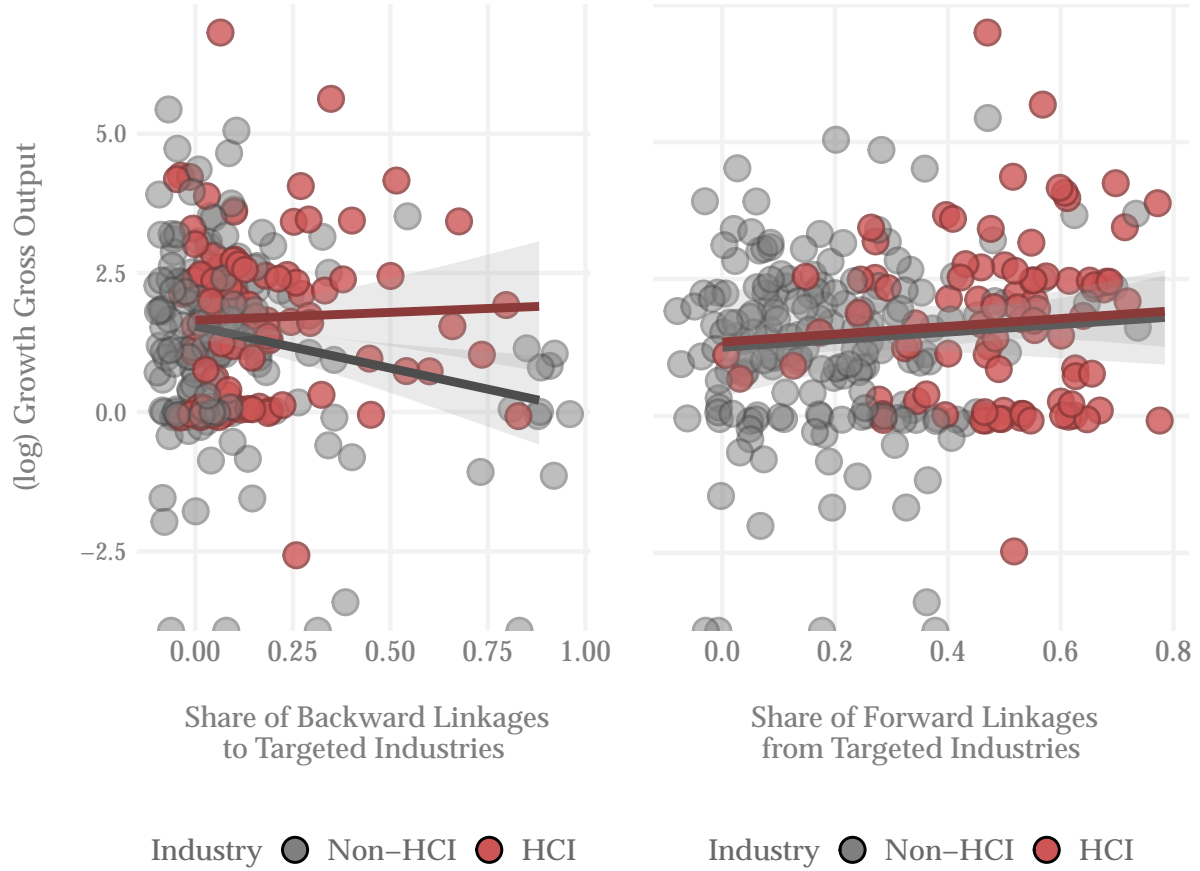 (log) Growth Gross Output
5.0
2.5
0.0
−2.5
0.00 0.25 0.50 0.75 1.00
0.0 0.2 0.4 0.6 0.8
Share of Backward Linkages
to Targeted Industries
Share of Forward Linkages
from Targeted Industries
Industry Non−HCI HCI
Industry Non−HCI HCI